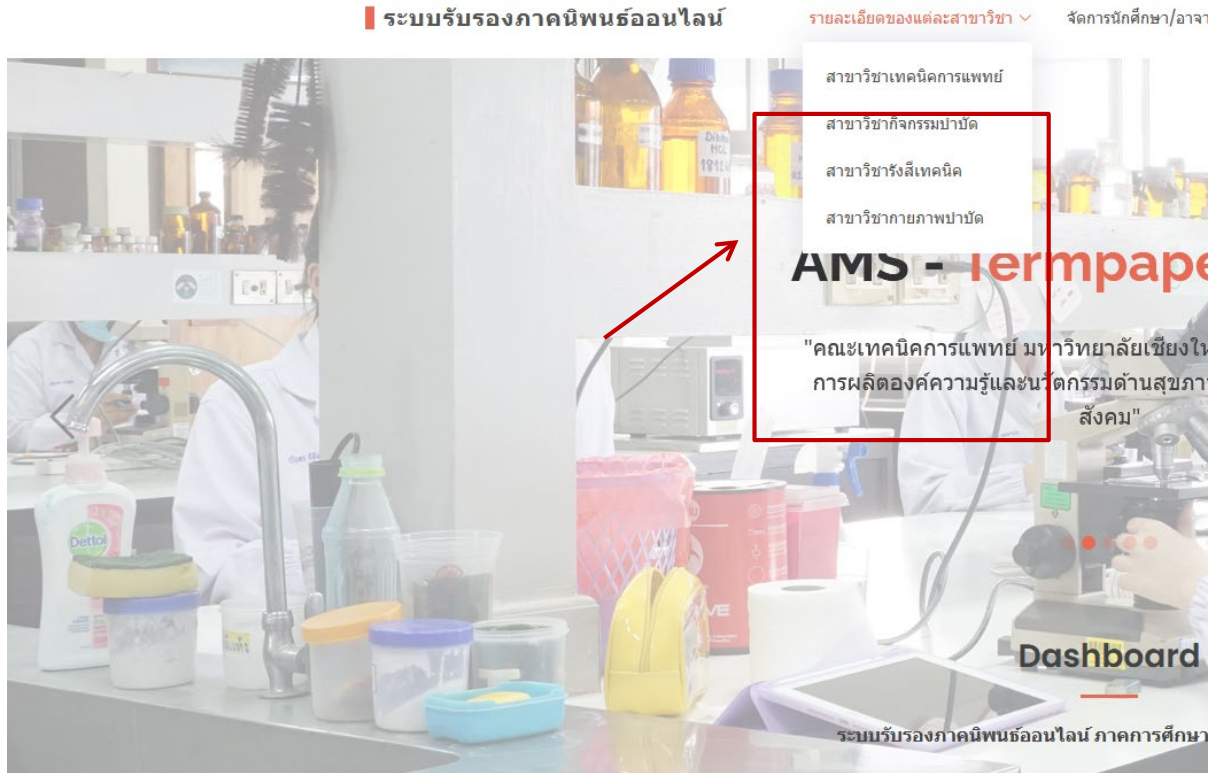 ระบบรับรองภาคนิพนธ์ออนไลน์
รายละเอียดของแต่ละสาขาวิชา
จัดการนักศึกษา/อาจา
สาขาวิชาเทคนิคการแพทย์
สาขาวิชากิจกรรมบำบัด
สาขาวิชารังสีเทคนิค
สาขาวิชากายภาพบำบัด
AMS - Termpape
"คณะเทคนิคการแพทย์ มหาวิทยาลัยเชียงให
การผลิตองค์ความรู้และนวัตกรรมด้านสุขภา
สังคม"
Dettol
Dashboard
ระบบรับรองภาคนิพนธ์ออนไลน์ ภาคการศึกษา